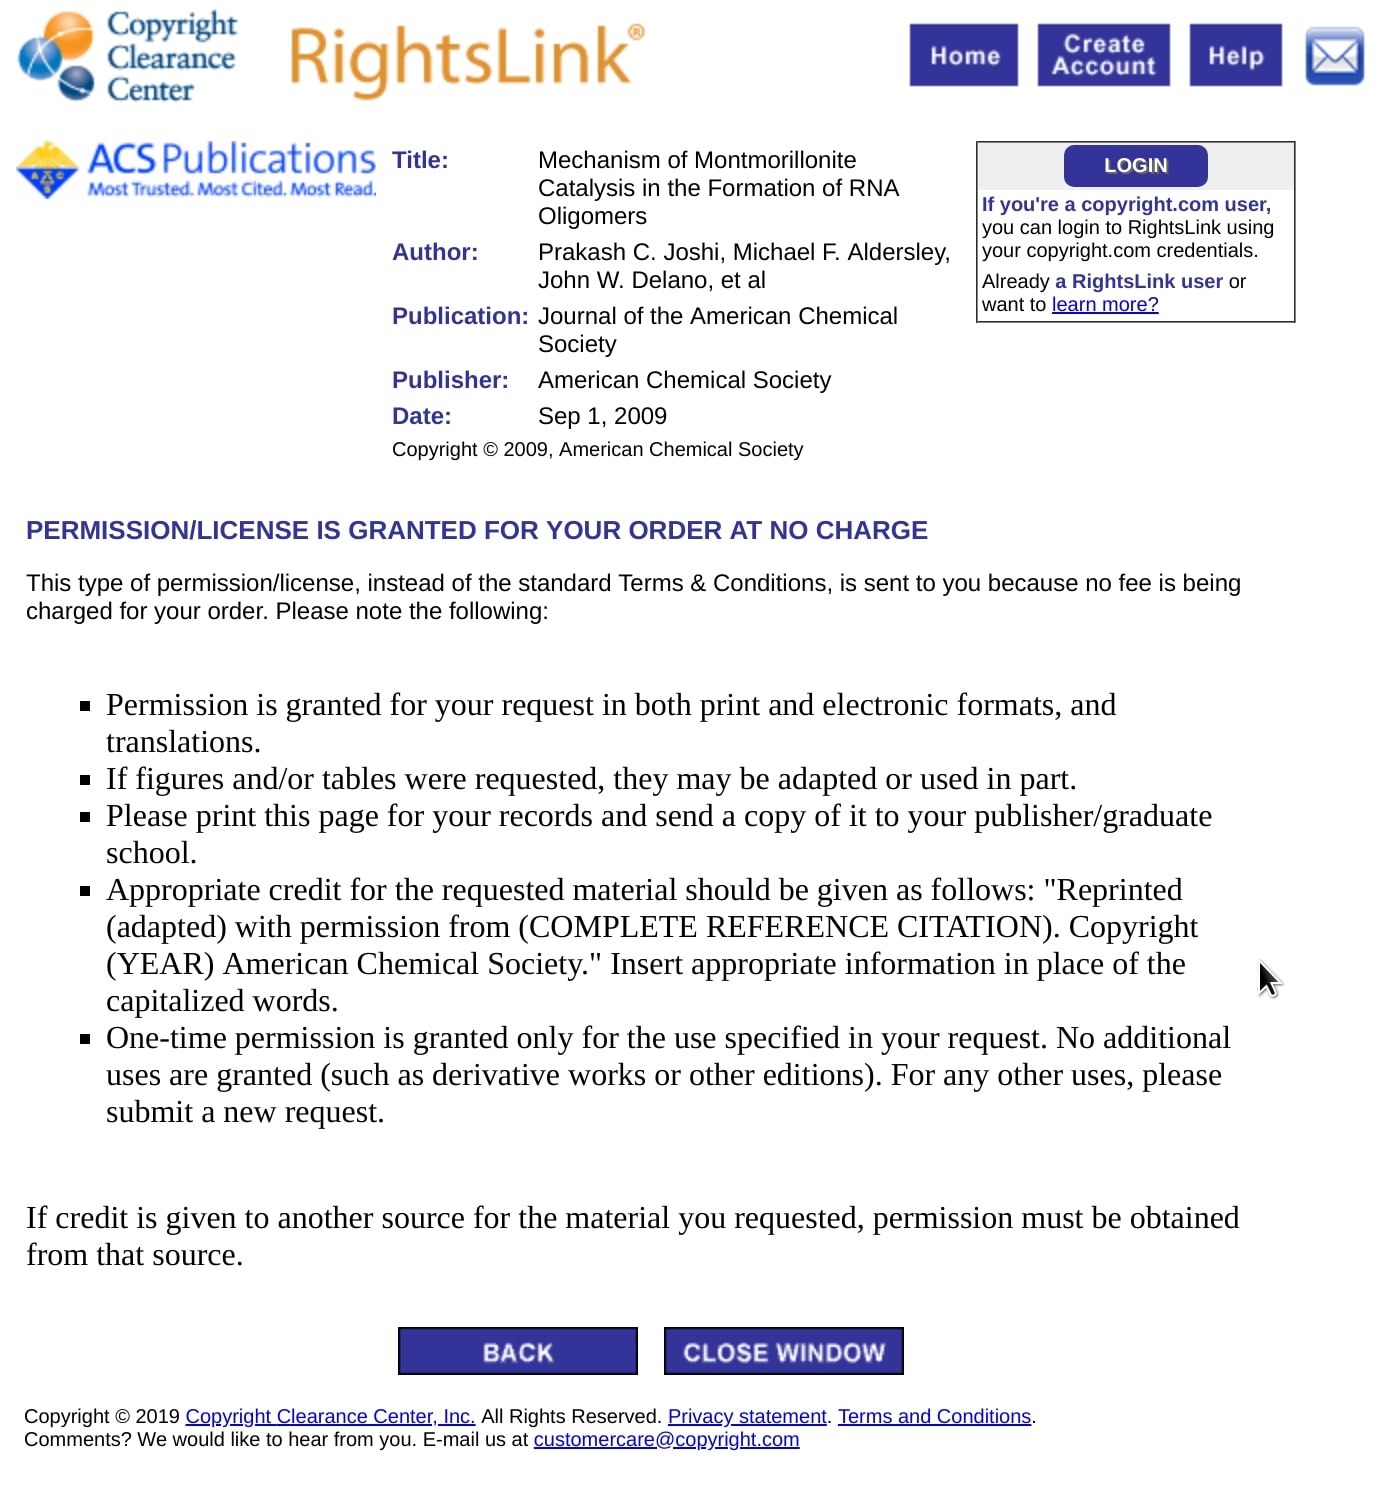 Copyright
Clearance
Center
RightsLink®
Home
Create
Account
Help
ACS Publications
Most Trusted. Most Cited. Most Read.
Title: Mechanism of Montmorillonite
Catalysis in the Formation of RNA
Oligomers
Author: Prakash C. Joshi, Michael F. Aldersley,
John W. Delano, et al
Publication: Journal of the American Chemical
Society
Publisher: American Chemical Society
Date: Sep 1, 2009
Copyright © 2009, American Chemical Society
LOGIN
If you're a copyright.com user,
you can login to RightsLink using
your copyright.com credentials.
Already a RightsLink user or
want to learn more?
PERMISSION/LICENSE IS GRANTED FOR YOUR ORDER AT NO CHARGE
This type of permission/license, instead of the standard Terms & Conditions, is sent to you because no fee is being
charged for your order. Please note the following:
Permission is granted for your request in both print and electronic formats, and
translations.
If figures and/or tables were requested, they may be adapted or used in part.
Please print this page for your records and send a copy of it to your publisher/graduate
school.
Appropriate credit for the requested material should be given as follows: "Reprinted
(adapted) with permission from (COMPLETE REFERENCE CITATION). Copyright
(YEAR) American Chemical Society." Insert appropriate information in place of the
capitalized words.
One-time permission is granted only for the use specified in your request. No additional
uses are granted (such as derivative works or other editions). For any other uses, please
submit a new request.
If credit is given to another source for the material you requested, permission must be obtained
from that source.
BACK
CLOSE WINDOW
Copyright © 2019 Copyright Clearance Center, Inc. All Rights Reserved. Privacy statement. Terms and Conditions.
Comments? We would like to hear from you. E-mail us at customercare@copyright.com